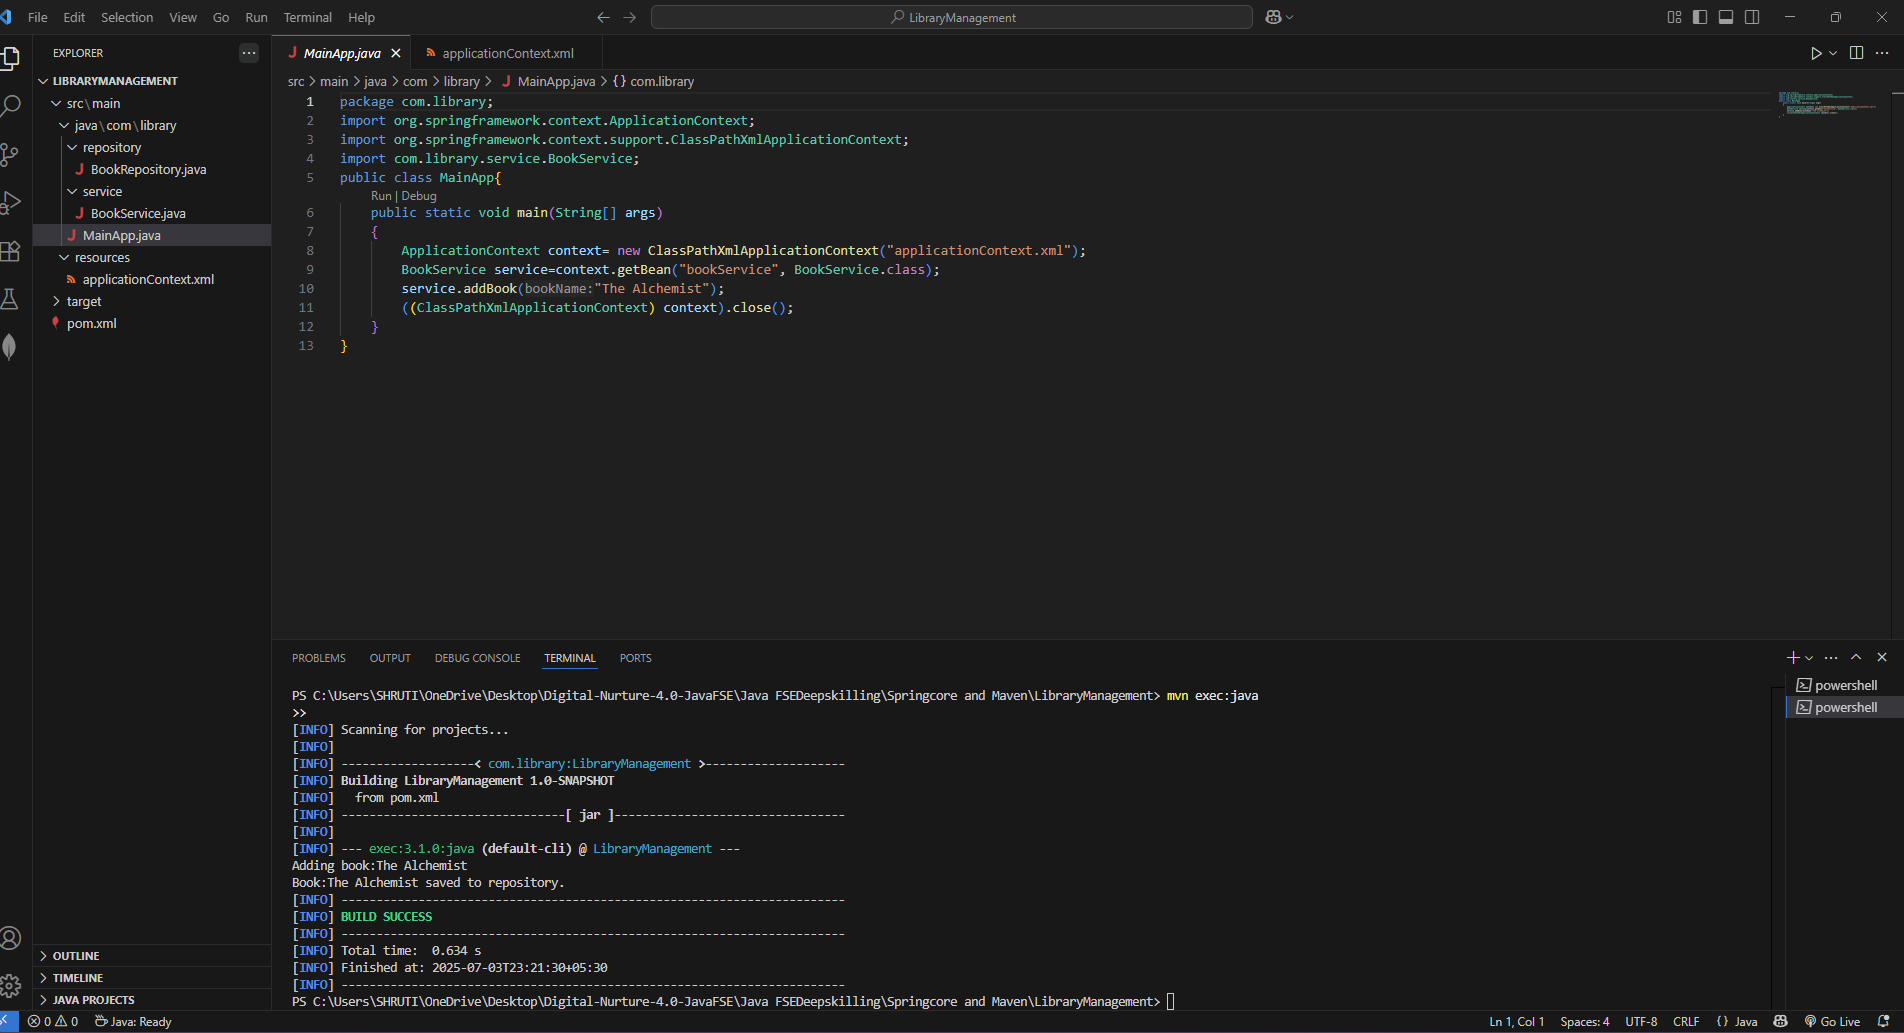 File Edit Selection View Go Run Terminal Help
LibraryManagement
EXPLORER
LIBRARYMANAGEMENT
src\main
java\com\library
repository
BookRepository.java
service
BookService.java
MainApp.java
resources
applicationContext.xml
target
pom.xml
OUTLINE
TIMELINE
JAVA PROJECTS
MainApp.java applicationContext.xml
src > main > java > com > library > MainApp.java > {} com.library
1 package com.library;
2 import org.springframework.context.ApplicationContext;
3 import org.springframework.context.support.ClassPathXmlApplicationContext;
4 import com.library.service.BookService;
5 public class MainApp{
Run | Debug
6 public static void main(String[] args)
7 {
8 ApplicationContext context= new ClassPathXmlApplicationContext("applicationContext.xml");
9 BookService service=context.getBean("bookService", BookService.class);
10 service.addBook(bookName:"The Alchemist");
11 ((ClassPathXmlApplicationContext) context).close();
12 }
13 }
PROBLEMS OUTPUT DEBUG CONSOLE TERMINAL PORTS
powershell
powershell
PS C:\Users\SHRUTI\OneDrive\Desktop\Digital-Nurture-4.0-JavaFSE\Java FSEDeepskilling\Springcore and Maven\LibraryManagement> mvn exec:java
>>
[INFO] Scanning for projects...
[INFO]
[INFO] -------------------< com.library:LibraryManagement >--------------------
[INFO] Building LibraryManagement 1.0-SNAPSHOT
[INFO]   from pom.xml
[INFO] --------------------------------[ jar ]---------------------------------
[INFO]
[INFO] --- exec:3.1.0:java (default-cli) @ LibraryManagement ---
Adding book:The Alchemist
Book:The Alchemist saved to repository.
[INFO] ------------------------------------------------------------------------
[INFO] BUILD SUCCESS
[INFO] ------------------------------------------------------------------------
[INFO] Total time:  0.634 s
[INFO] Finished at: 2025-07-03T23:21:30+05:30
[INFO] ------------------------------------------------------------------------
PS C:\Users\SHRUTI\OneDrive\Desktop\Digital-Nurture-4.0-JavaFSE\Java FSEDeepskilling\Springcore and Maven\LibraryManagement>
0 0 Java: Ready
Ln 1, Col 1 Spaces: 4 UTF-8 CRLF {} Java Go Live